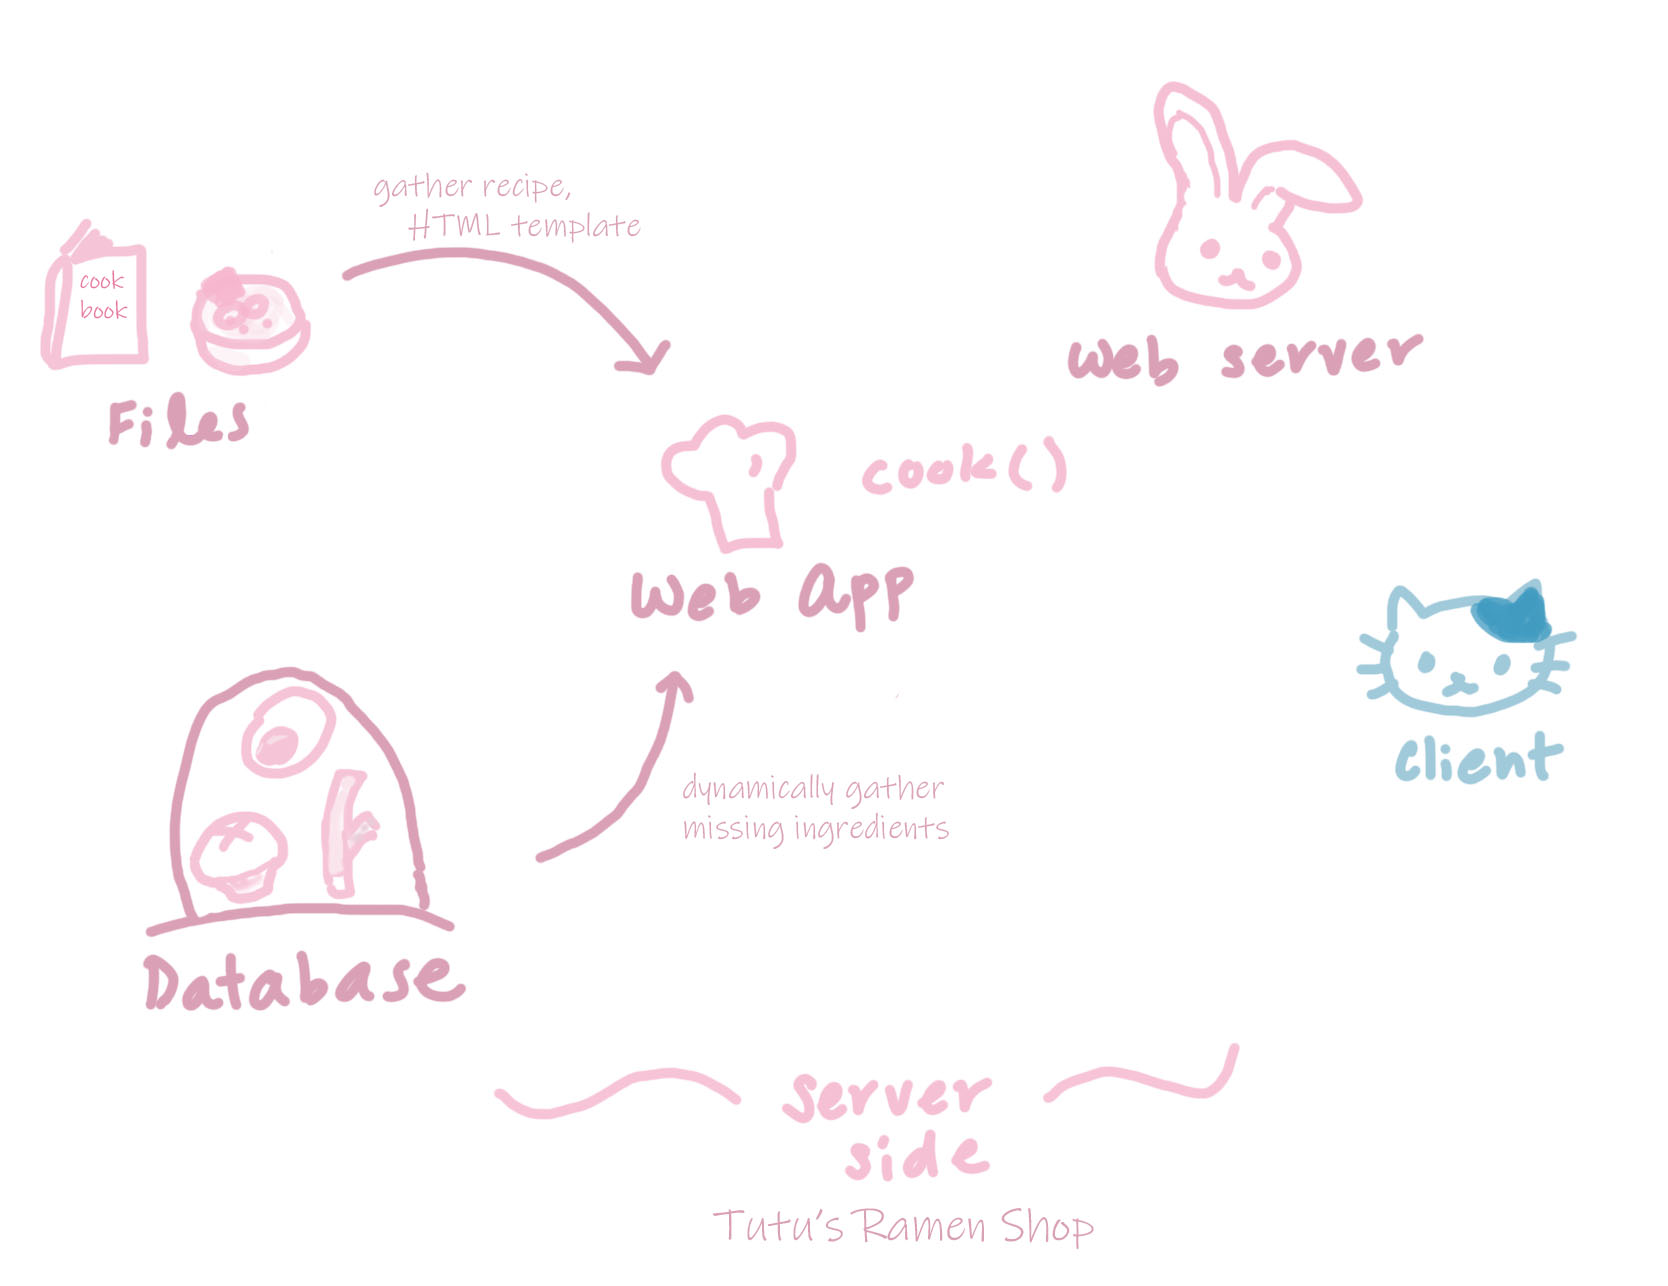 gather recipe,
HTML template
cook
book
Files
web server
cook()
Web App
client
dynamically gather
missing ingredients
Database
server
side
Tutu's Ramen Shop